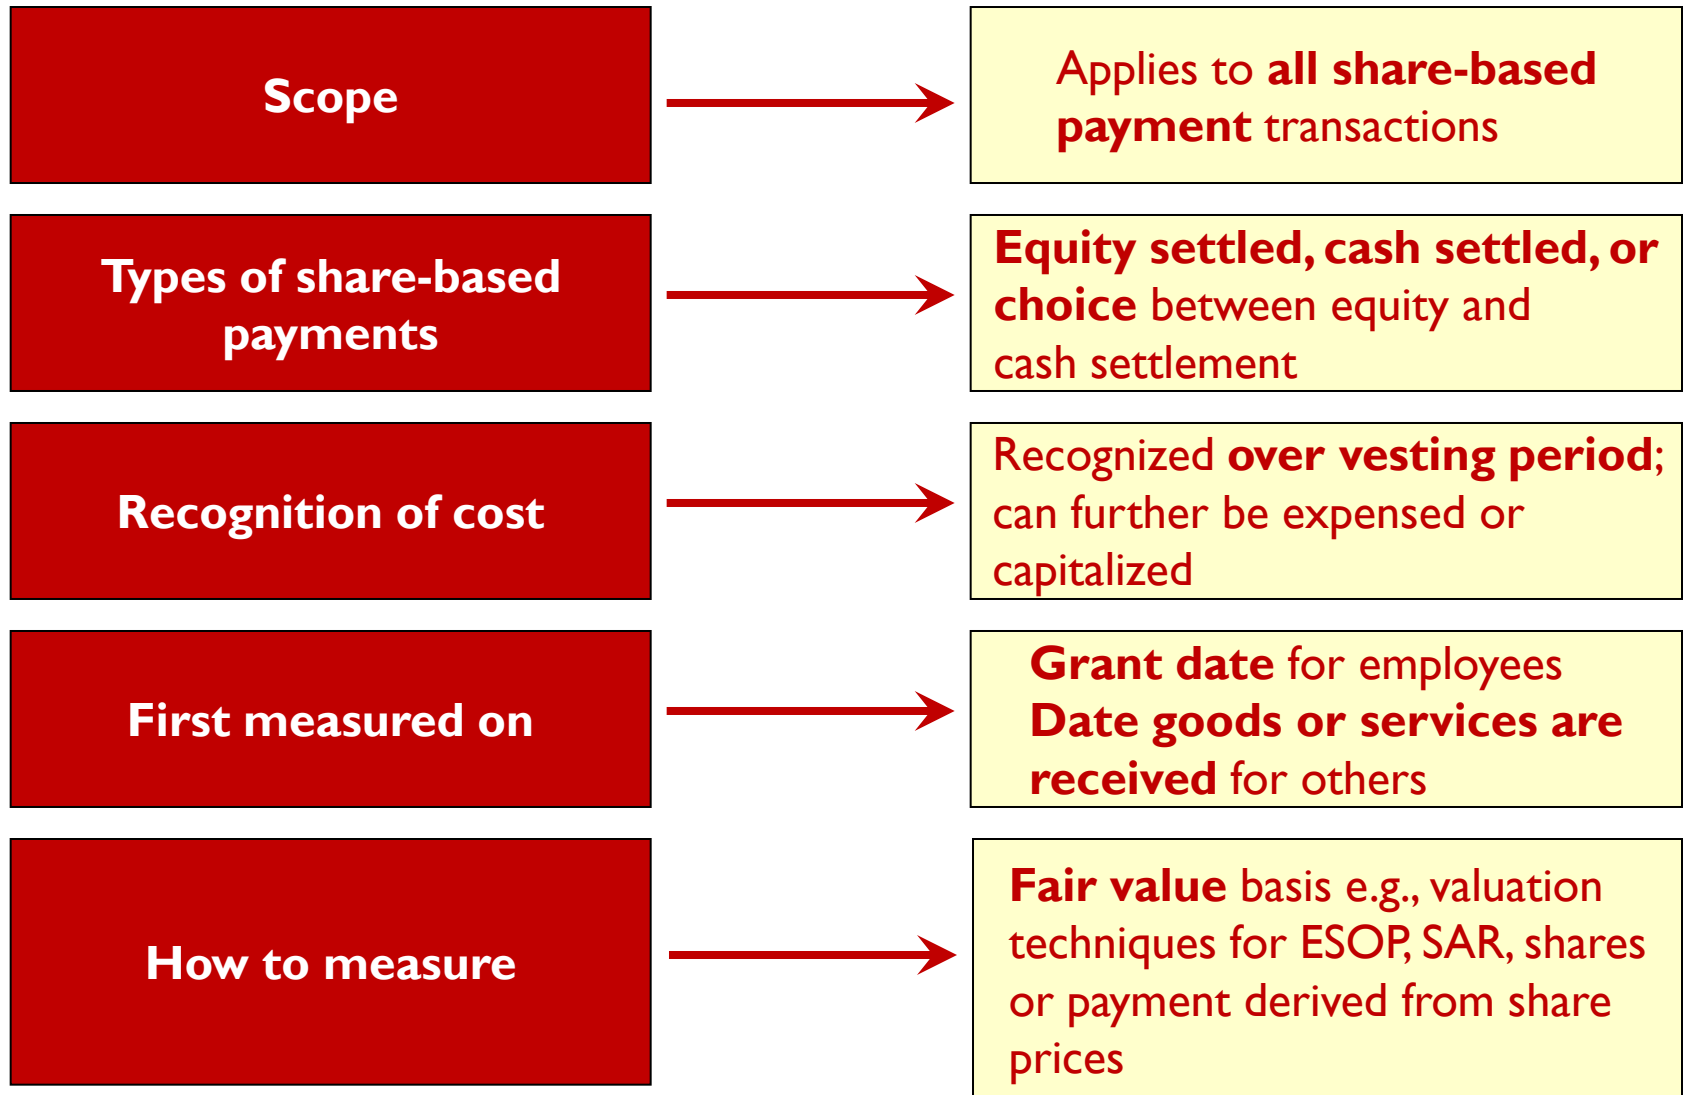 Scope
Applies to all share-based
payment transactions
Types of share-based
payments
Equity settled, cash settled, or
choice between equity and
cash settlement
Recognition of cost
Recognized over vesting period;
can further be expensed or
capitalized
First measured on
Grant date for employees
Date goods or services are
received for others
How to measure
Fair value basis e.g., valuation
techniques for ESOP, SAR, shares
or payment derived from share
prices